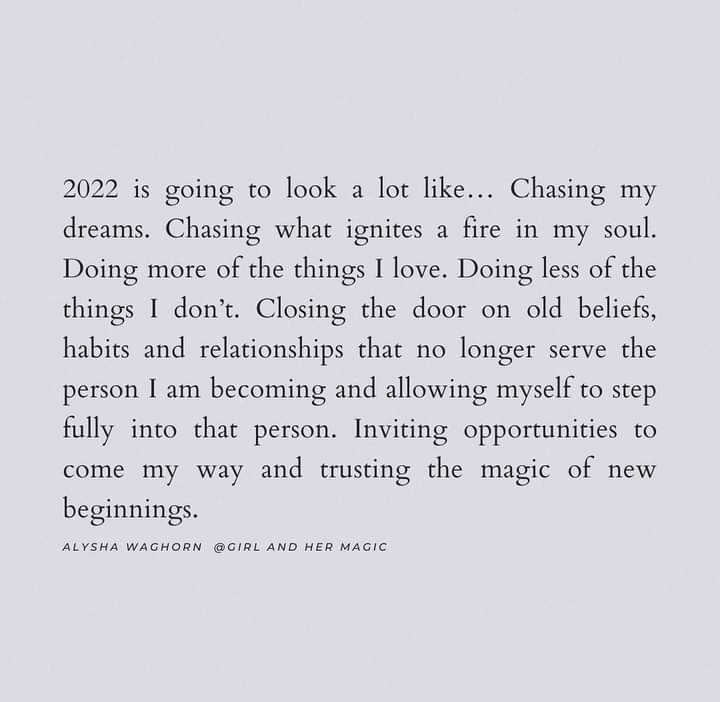 2022 is going to look a lot like... Chasing my
dreams. Chasing what ignites a fire in my soul.
Doing more of the things I love. Doing less of the
things I don’t. Closing the door on old beliefs,
habits and relationships that no longer serve the
person I am becoming and allowing myself to step
fully into that person. Inviting opportunities to
come my way and trusting the magic of new
beginnings.
ALYSHA WAGHORN @GIRL AND HER MAGIC